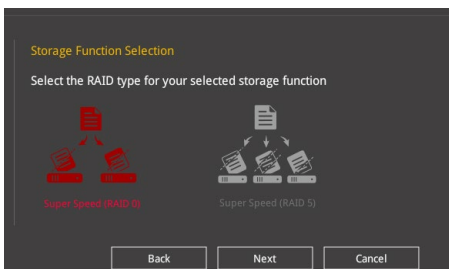 Storage Function Selection
Select the RAID type for your selected storage function
Super Speed (RAID 0)
Super Speed (RAID 5)
Back
Next
Cancel